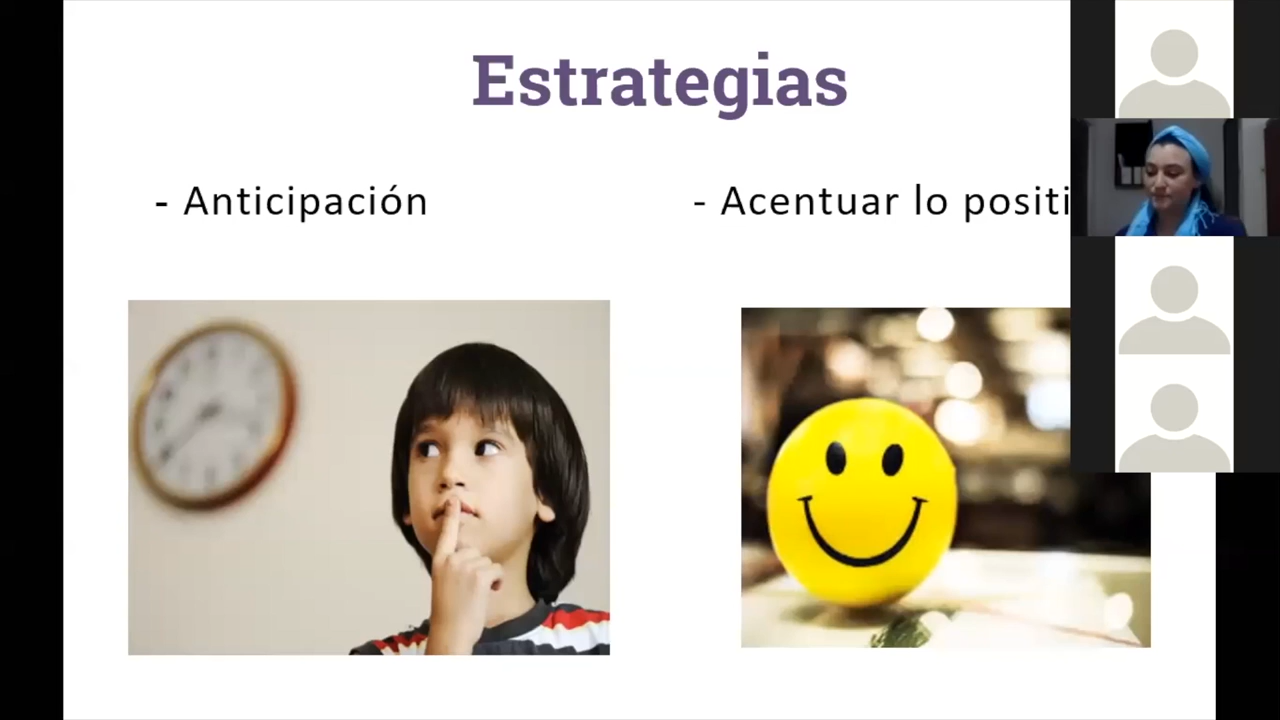 Estrategias
- Anticipación
- Acentuar lo positi